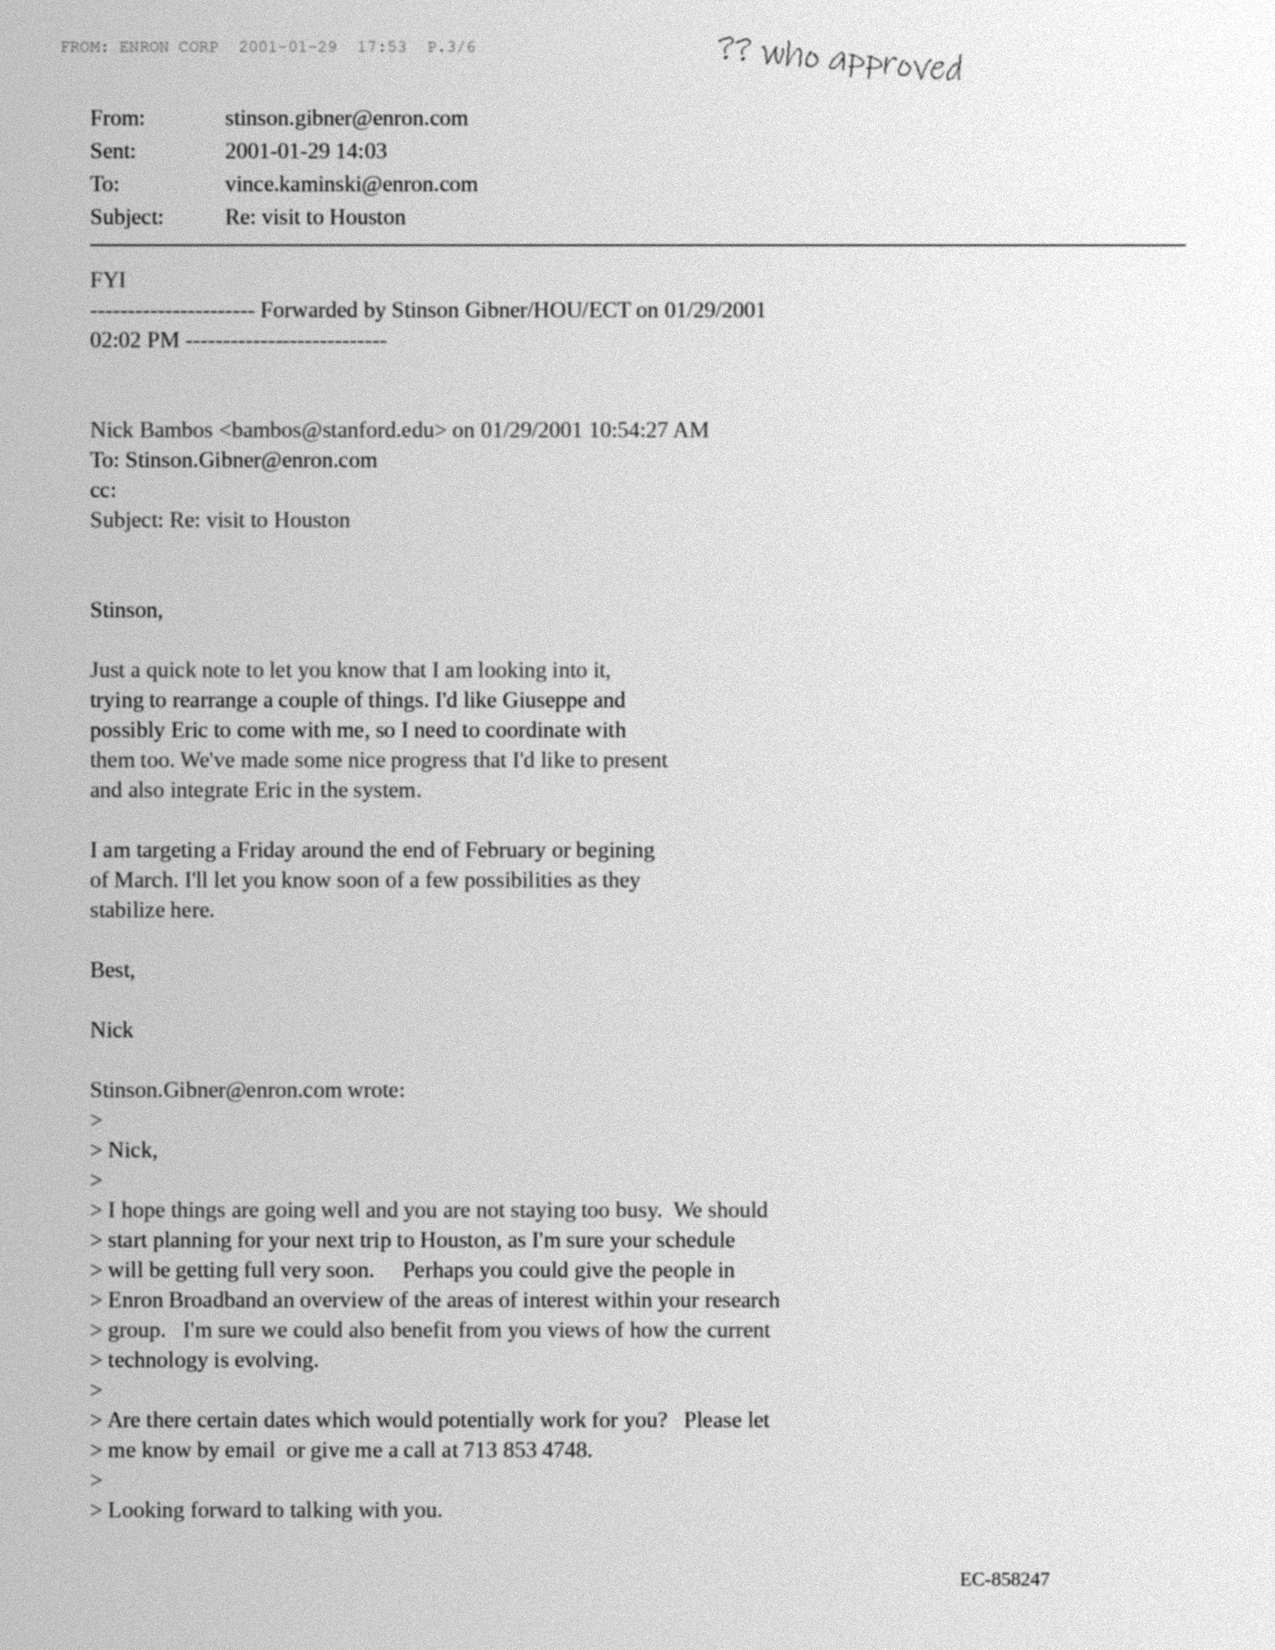 FROM: ENRON CORP  2001-01-29  17:53  P.3/6
?? who approved
From: stinson.gibner@enron.com
Sent: 2001-01-29 14:03
To: vince.kaminski@enron.com
Subject: Re: visit to Houston
FYI
---------------------- Forwarded by Stinson Gibner/HOU/ECT on 01/29/2001
02:02 PM ---------------------------
Nick Bambos <bambos@stanford.edu> on 01/29/2001 10:54:27 AM
To: Stinson.Gibner@enron.com
cc:
Subject: Re: visit to Houston
Stinson,
Just a quick note to let you know that I am looking into it,
trying to rearrange a couple of things. I'd like Giuseppe and
possibly Eric to come with me, so I need to coordinate with
them too. We've made some nice progress that I'd like to present
and also integrate Eric in the system.
I am targeting a Friday around the end of February or begining
of March. I'll let you know soon of a few possibilities as they
stabilize here.
Best,
Nick
Stinson.Gibner@enron.com wrote:
>
> Nick,
>
> I hope things are going well and you are not staying too busy.  We should
> start planning for your next trip to Houston, as I'm sure your schedule
> will be getting full very soon.     Perhaps you could give the people in
> Enron Broadband an overview of the areas of interest within your research
> group.   I'm sure we could also benefit from you views of how the current
> technology is evolving.
>
> Are there certain dates which would potentially work for you?   Please let
> me know by email  or give me a call at 713 853 4748.
>
> Looking forward to talking with you.
EC-858247